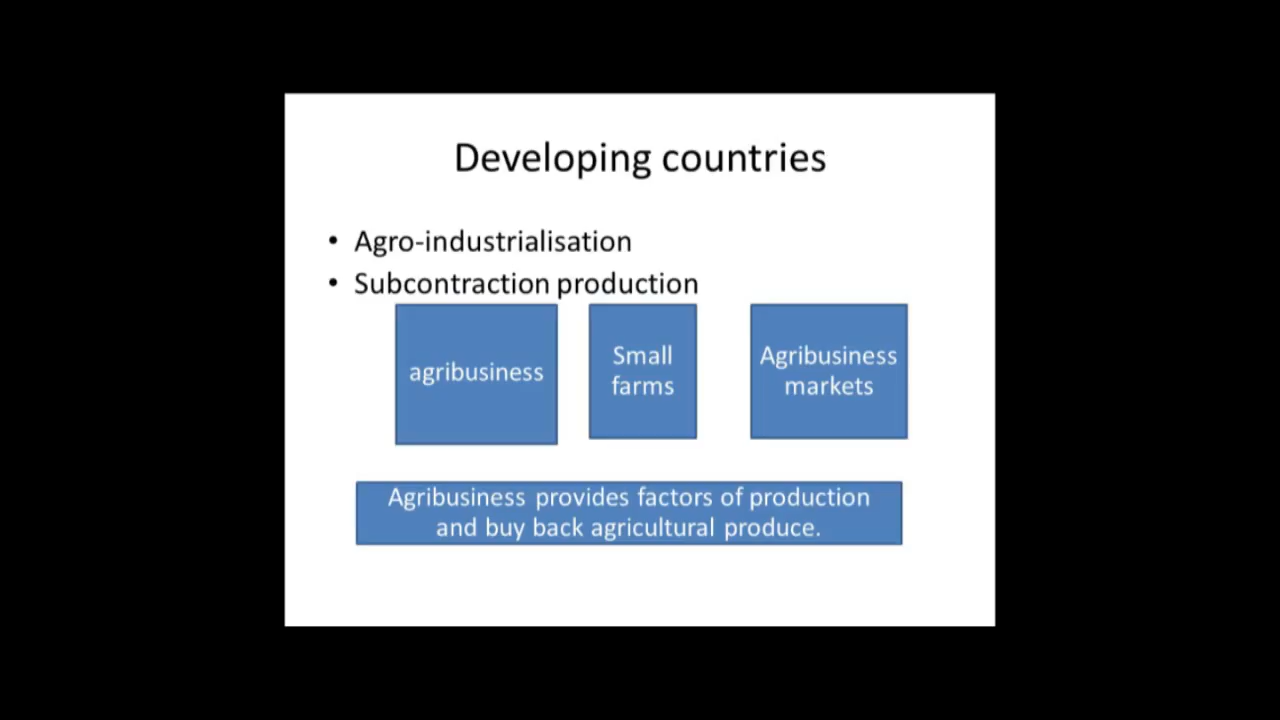 Developing countries
• Agro-industrialisation
• Subcontraction production
agribusiness
Small
farms
Agribusiness
markets
Agribusiness provides factors of production
and buy back agricultural produce.